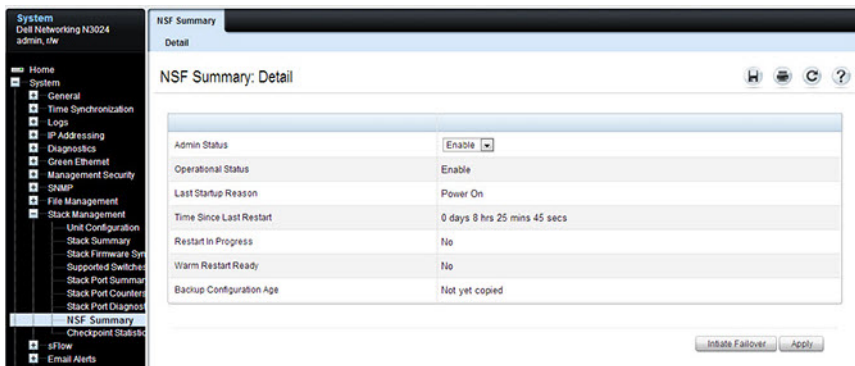 System
Dell Networking N3024
admin, r/w
Home
System
General
Time Synchronization
Logs
IP Addressing
Diagnostics
Green Ethernet
Management Security
SNMP
File Management
Stack Management
Unit Configuration
Stack Summary
Stack Firmware Syn
Supported Switches
Stack Port Summar
Stack Port Counters
Stack Port Diagnost
NSF Summary
Checkpoint Statistic
sFlow
Email Alerts
NSF Summary
Detail
NSF Summary: Detail
Admin Status Enable
Operational Status Enable
Last Startup Reason Power On
Time Since Last Restart 0 days 8 hrs 25 mins 45 secs
Restart In Progress No
Warm Restart Ready No
Backup Configuration Age Not yet copied
Initiate Failover Apply